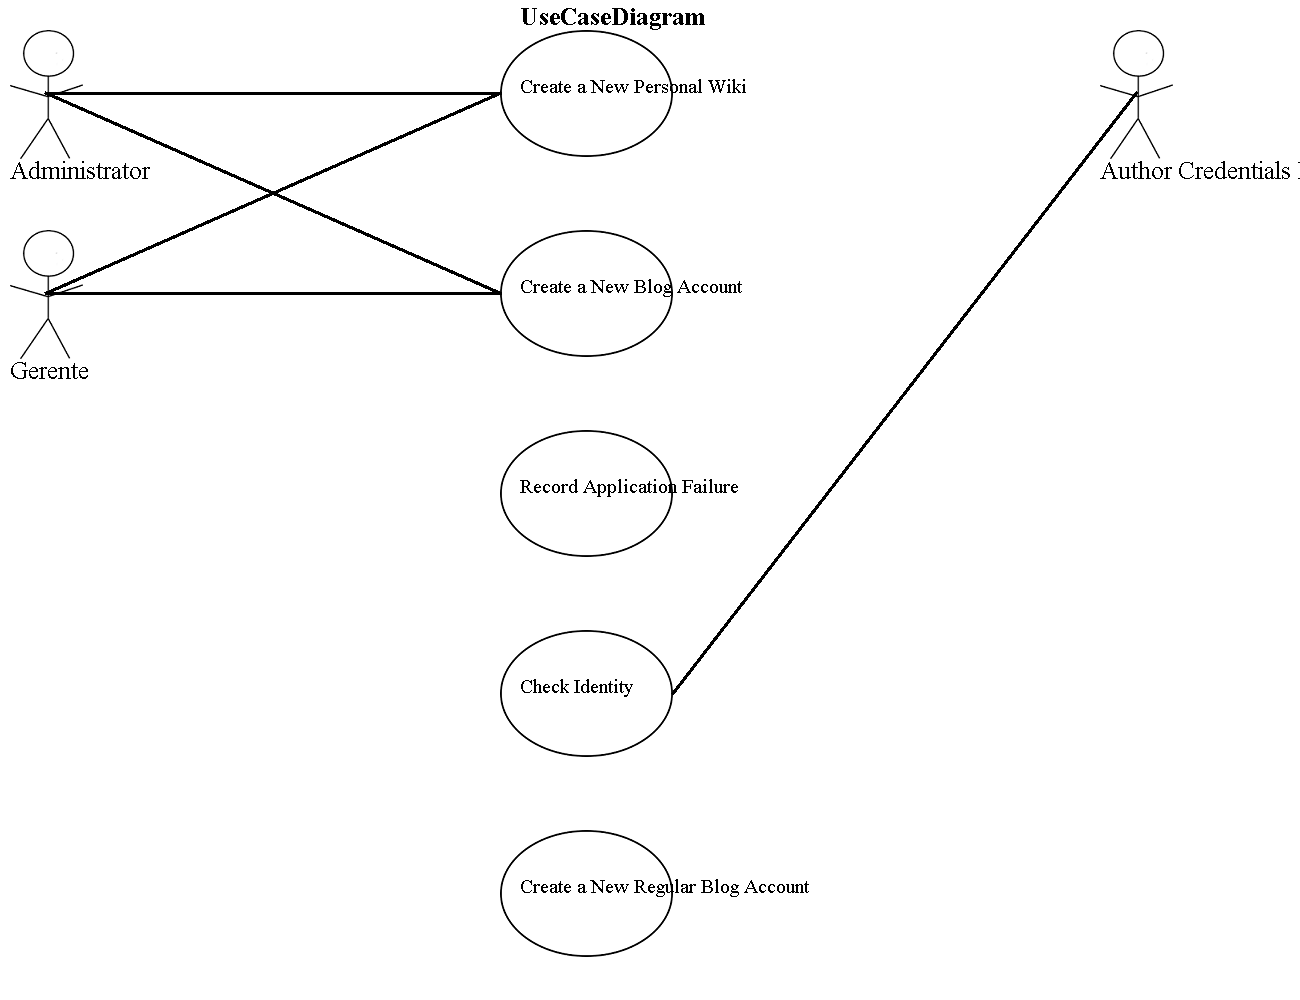 UseCaseDiagram
Create a New Personal Wiki
Administrator
Author Credentials
Create a New Blog Account
Gerente
Record Application Failure
Check Identity
Create a New Regular Blog Account